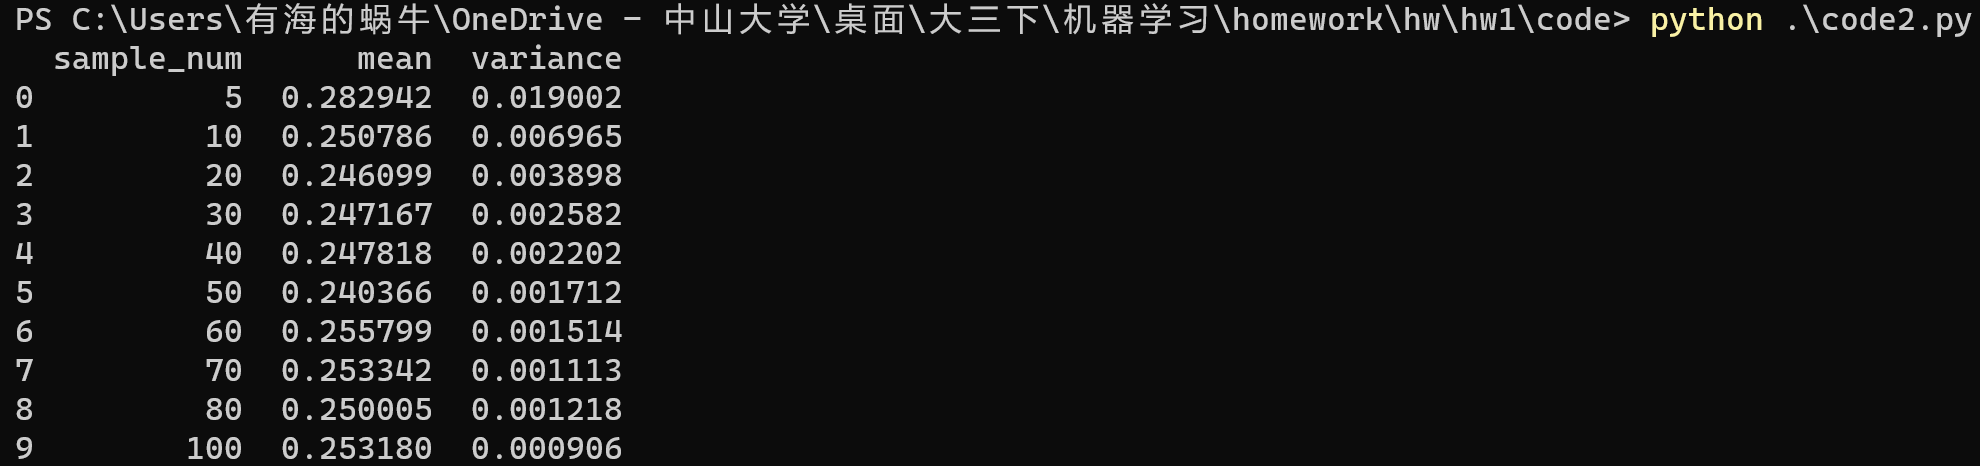 PS C:\Users\有海的蜗牛\OneDrive - 中山大学\桌面\大三下\机器学习\homework\hw\hw1\code> python .\code2.py
sample_num mean variance
0 5 0.282942 0.019002
1 10 0.250786 0.006965
2 20 0.246099 0.003898
3 30 0.247167 0.002582
4 40 0.247818 0.002202
5 50 0.240366 0.001712
6 60 0.255799 0.001514
7 70 0.253342 0.001113
8 80 0.250005 0.001218
9 100 0.253180 0.000906